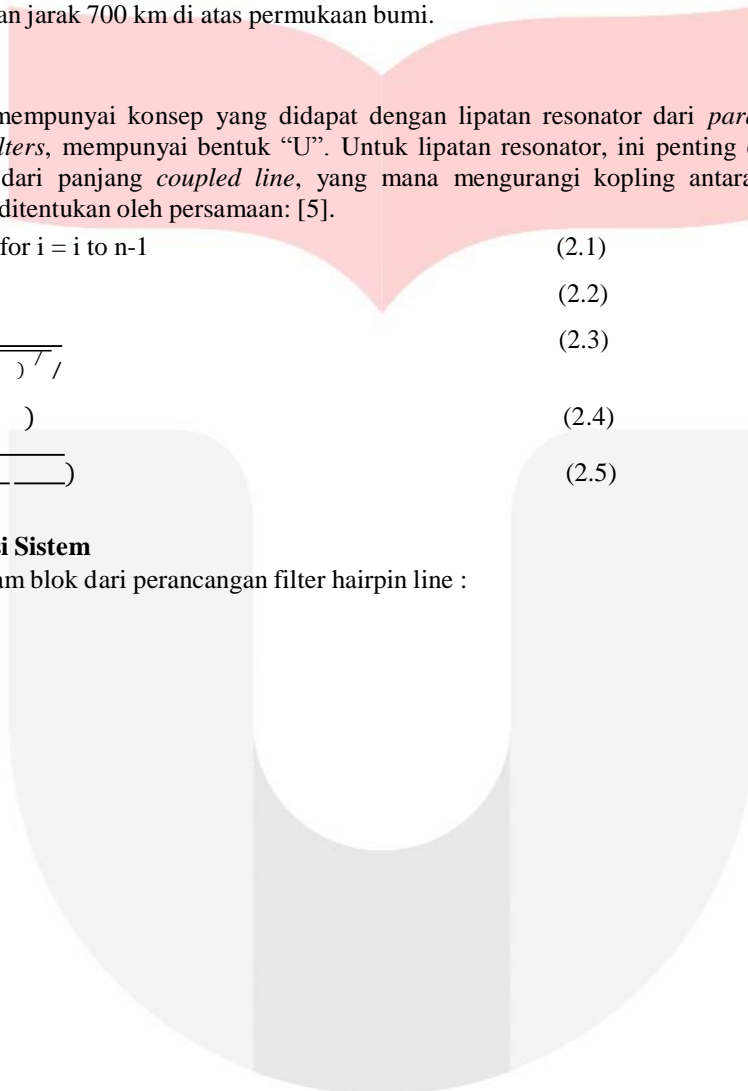 an jarak 700 km di atas permukaan bumi.
mempunyai konsep yang didapat dengan lipatan resonator dari
, mempunyai bentuk “U”. Untuk lipatan resonator, ini penting
dari panjang coupled line, yang mana mengurangi kopling antara
ditentukan oleh persamaan: [5].
for i = i to n-1 (2.1)
(2.2)
(2.3)
) / /
) (2.4)
) (2.5)
si Sistem
am blok dari perancangan filter hairpin line :